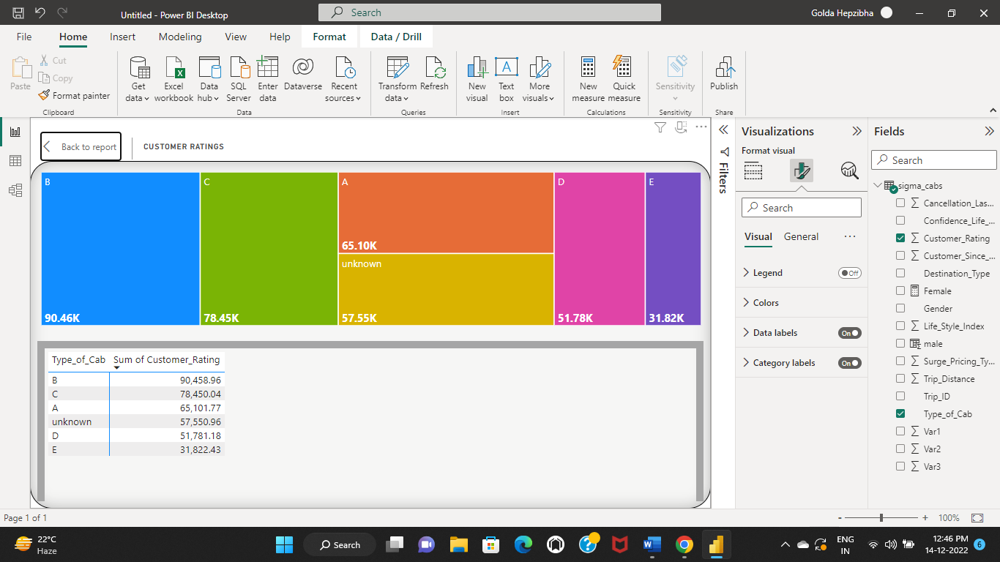 Untitled - Power BI Desktop
Search
Golda Hepzibha
File Home Insert Modeling View Help Format Data / Drill
Paste
Cut
Copy
Format painter
Clipboard
Get data
Excel workbook
Data hub
SQL Server
Enter data
Dataverse
Recent sources
Data
Transform data
Refresh
Queries
New visual
Text box
More visuals
Insert
New measure
Quick measure
Calculations
Sensitivity
Sensitivity
Publish
Share
Back to report
CUSTOMER RATINGS
B
90.46K
C
78.45K
A
65.10K
unknown
57.55K
D
51.78K
E
31.82K
Type_of_Cab Sum of Customer_Rating
B 90,458.96
C 78,450.04
A 65,101.77
unknown 57,550.96
D 51,781.18
E 31,822.43
Filters
Visualizations
Format visual
Search
Visual General
Legend Off
Colors
Data labels On
Category labels On
Fields
Search
sigma_cabs
Cancellation_Las...
Confidence_Life_...
Customer_Rating
Customer_Since_...
Destination_Type
Female
Gender
Life_Style_Index
male
Surge_Pricing_Ty...
Trip_Distance
Trip_ID
Type_of_Cab
Var1
Var2
Var3
Page 1 of 1
- + 100%
22°C
Haze
Search
ENG
IN
12:46 PM
14-12-2022
6